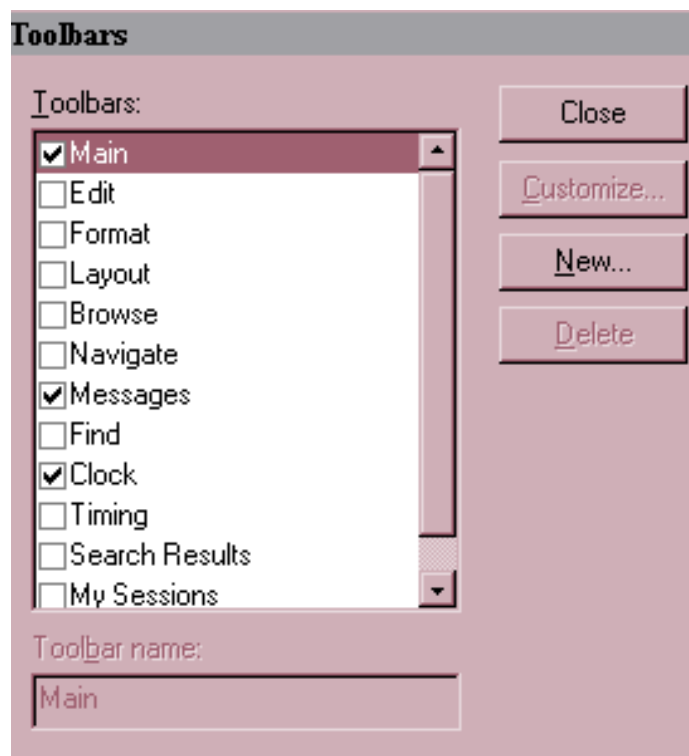 Toolbars
Toolbars:
Main
Edit
Format
Layout
Browse
Navigate
Messages
Find
Clock
Timing
Search Results
My Sessions
Toolbar name:
Main
Close
Customize...
New...
Delete